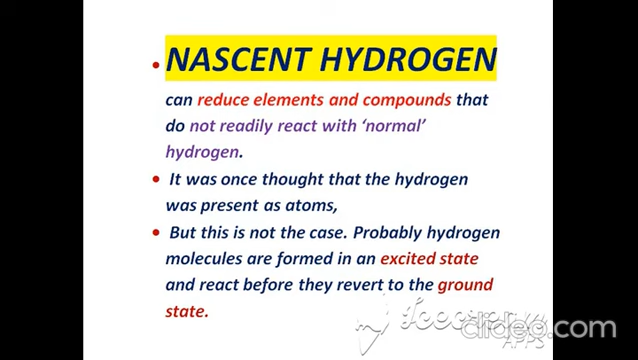 • NASCENT HYDROGEN
can reduce elements and compounds that
do not readily react with ‘normal’
hydrogen.
• It was once thought that the hydrogen
was present as atoms,
• But this is not the case. Probably hydrogen
molecules are formed in an excited state
and react before they revert to the ground
state.
clideo.com
APPS